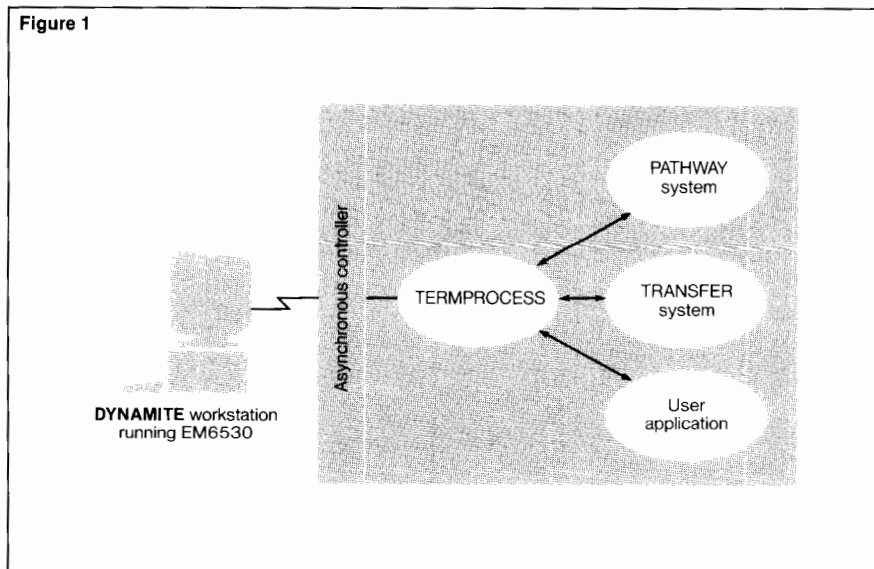 Figure 1
PATHWAY
system
Asynchronous controller
TERMPROCESS
TRANSFER
system
User
application
DYNAMITE workstation
running EM6530